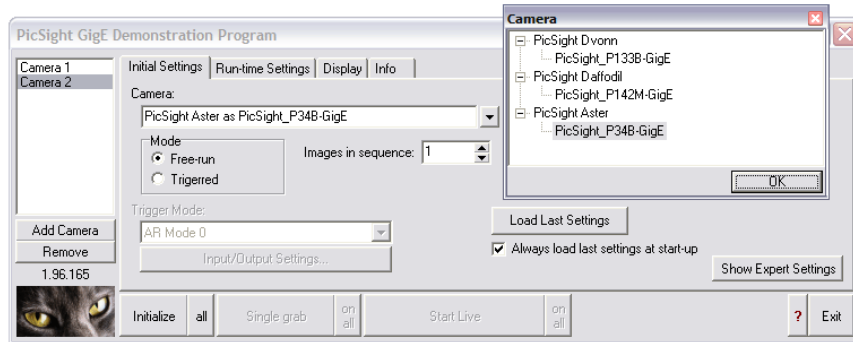 PicSight GigE Demonstration Program
Camera 1
Camera 2
Add Camera
Remove
1.96.165
Initial Settings Run-time Settings Display Info
Camera:
PicSight Aster as PicSight_P34B-GigE
Mode
Free-run
Trigerred
Images in sequence: 1
Trigger Mode:
AR Mode 0
Input/Output Settings...
Load Last Settings
Always load last settings at start-up
Show Expert Settings
Initialize all Single grab on all Start Live on all ? Exit
Camera
PicSight Dvonn
PicSight_P133B-GigE
PicSight Daffodil
PicSight_P142M-GigE
PicSight Aster
PicSight_P34B-GigE
OK